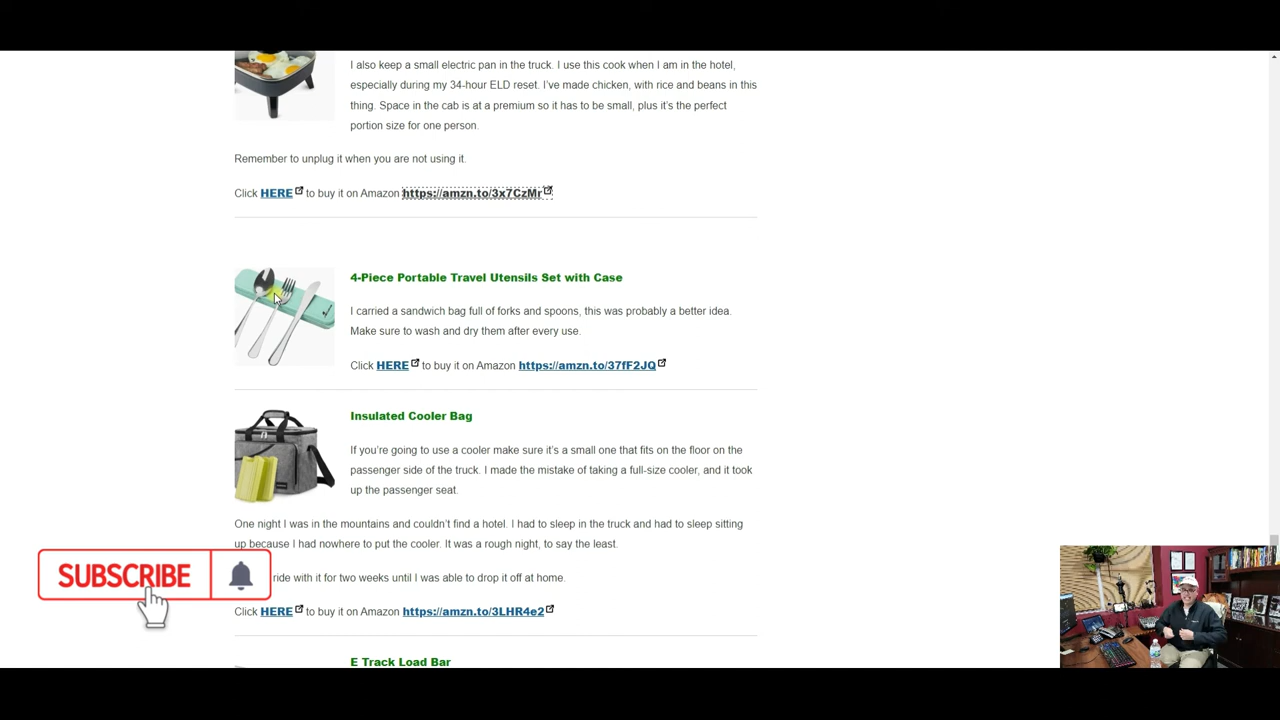 I also keep a small electric pan in the truck. I use this cook when I am in the hotel,
especially during my 34-hour ELD reset. I've made chicken, with rice and beans in this
thing. Space in the cab is at a premium so it has to be small, plus it's the perfect
portion size for one person.
Remember to unplug it when you are not using it.
Click HERE to buy it on Amazon https://amzn.to/3x7CzMr
4-Piece Portable Travel Utensils Set with Case
I carried a sandwich bag full of forks and spoons, this was probably a better idea.
Make sure to wash and dry them after every use.
Click HERE to buy it on Amazon https://amzn.to/37fF2JQ
Insulated Cooler Bag
If you're going to use a cooler make sure it's a small one that fits on the floor on the
passenger side of the truck. I made the mistake of taking a full-size cooler, and it took
up the passenger seat.
One night I was in the mountains and couldn't find a hotel. I had to sleep in the truck and had to sleep sitting
up because I had nowhere to put the cooler. It was a rough night, to say the least.
ride with it for two weeks until I was able to drop it off at home.
SUBSCRIBE
Click HERE to buy it on Amazon https://amzn.to/3LHR4e2
E Track Load Bar